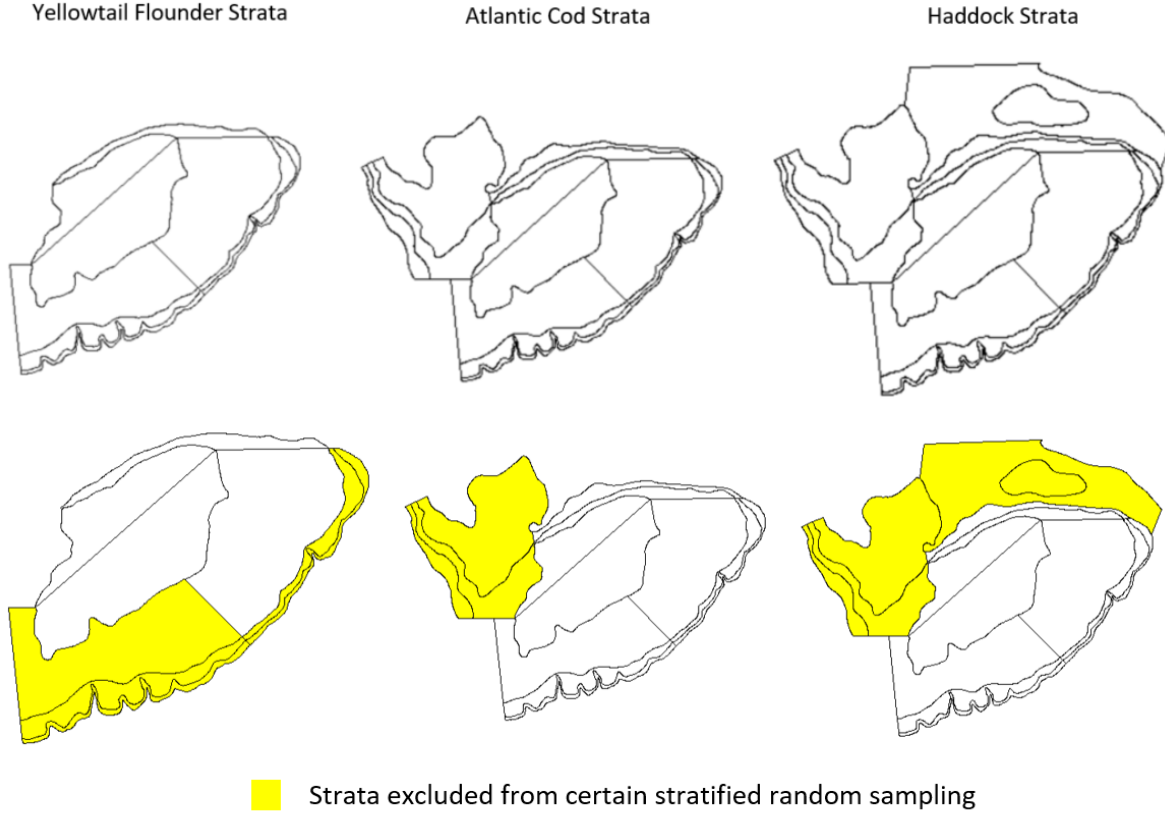 Yellowtail Flounder Strata
Atlantic Cod Strata
Haddock Strata
Strata excluded from certain stratified random sampling